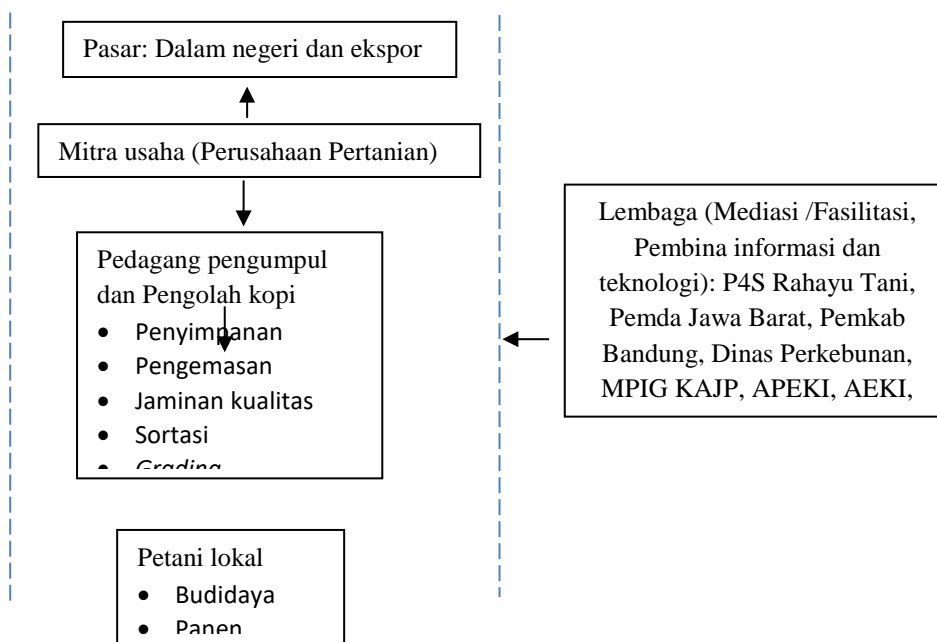 Pasar: Dalam negeri dan ekspor
Mitra usaha (Perusahaan Pertanian)
Pedagang pengumpul
dan Pengolah kopi
• Penyimpanan
• Pengemasan
• Jaminan kualitas
• Sortasi
• Grading
Petani lokal
• Budidaya
• Panen
Lembaga (Mediasi /Fasilitasi,
Pembina informasi dan
teknologi): P4S Rahayu Tani,
Pemda Jawa Barat, Pemkab
Bandung, Dinas Perkebunan,
MPIG KAJP, APEKI, AEKI,